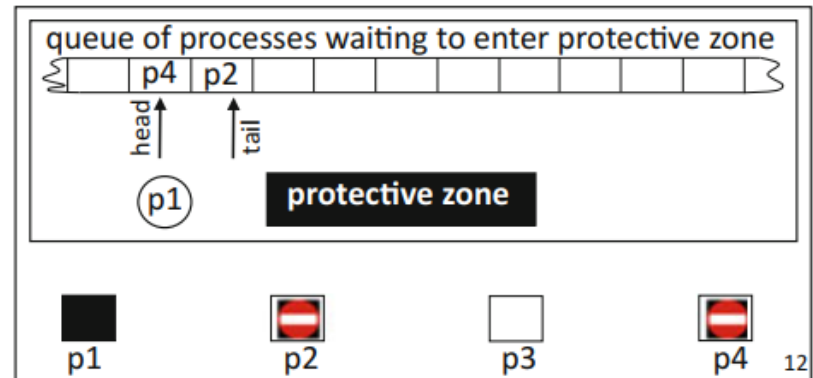 queue of processes waiting to enter protective zone
p4 p2
head tail
p1 protective zone
p1 p2 p3 p4 12